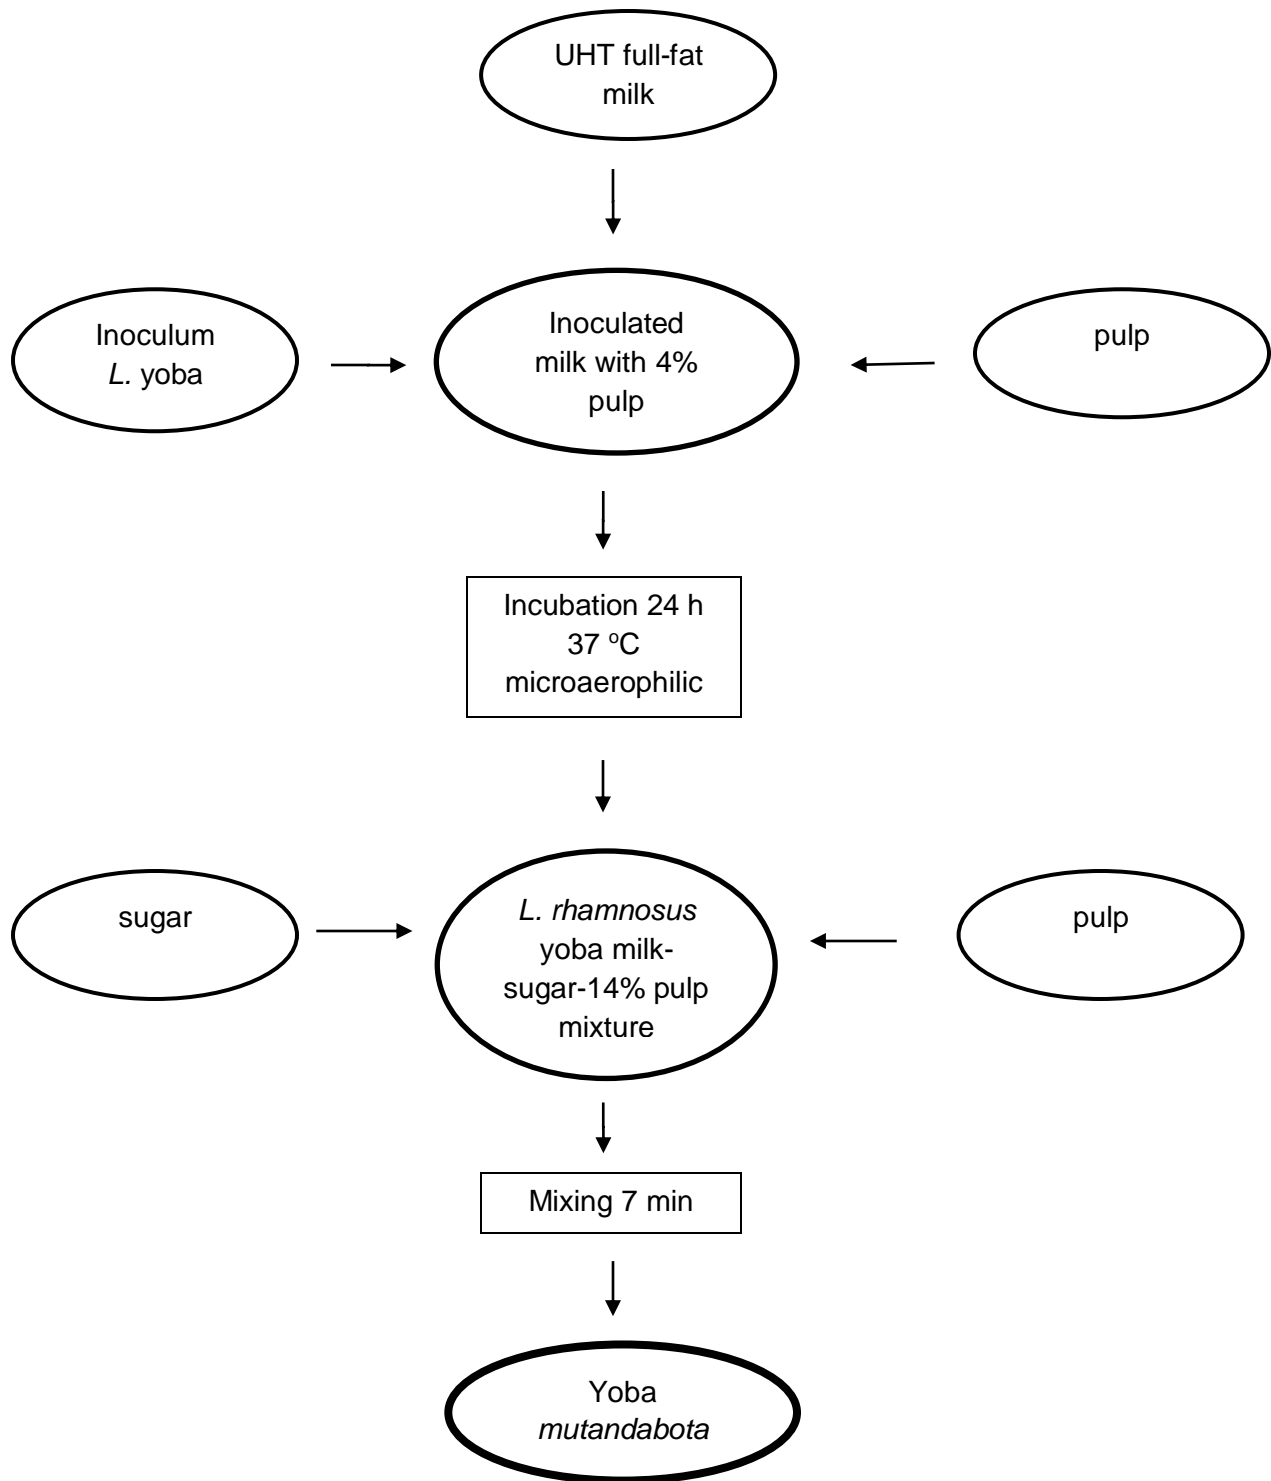 UHT full-fat
milk
Inoculum
L. yoba
Inoculated
milk with 4%
pulp
pulp
Incubation 24 h
37 ºC
microaerophilic
sugar
L. rhamnosus
yoba milk-
sugar-14% pulp
mixture
pulp
Mixing 7 min
Yoba
mutandabota